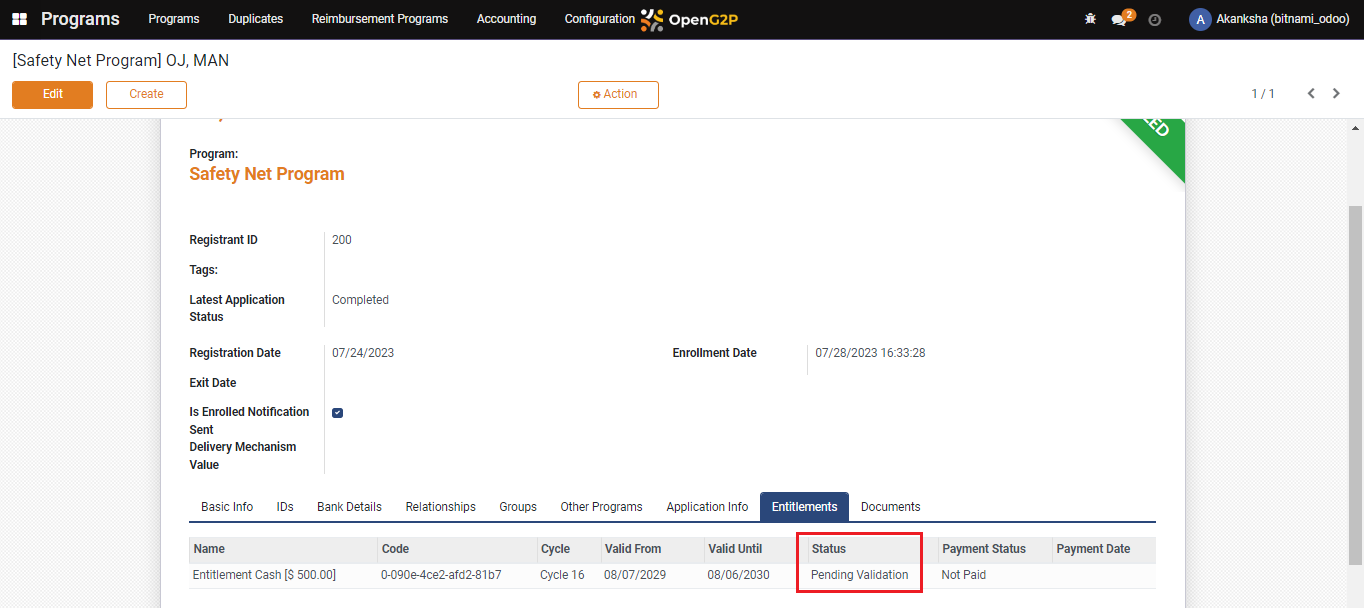 Programs Programs Duplicates Reimbursement Programs Accounting Configuration OpenG2P 2 A Akanksha (bitnami_odoo)
[Safety Net Program] OJ, MAN
Edit Create Action 1 / 1
Program:
Safety Net Program
Registrant ID 200
Tags:
Latest Application Completed
Status
Registration Date 07/24/2023 Enrollment Date 07/28/2023 16:33:28
Exit Date
Is Enrolled Notification
Sent
Delivery Mechanism
Value
Basic Info IDs Bank Details Relationships Groups Other Programs Application Info Entitlements Documents
Name Code Cycle Valid From Valid Until Status Payment Status Payment Date
Entitlement Cash [$ 500.00] 0-090e-4ce2-afd2-81b7 Cycle 16 08/07/2029 08/06/2030 Pending Validation Not Paid